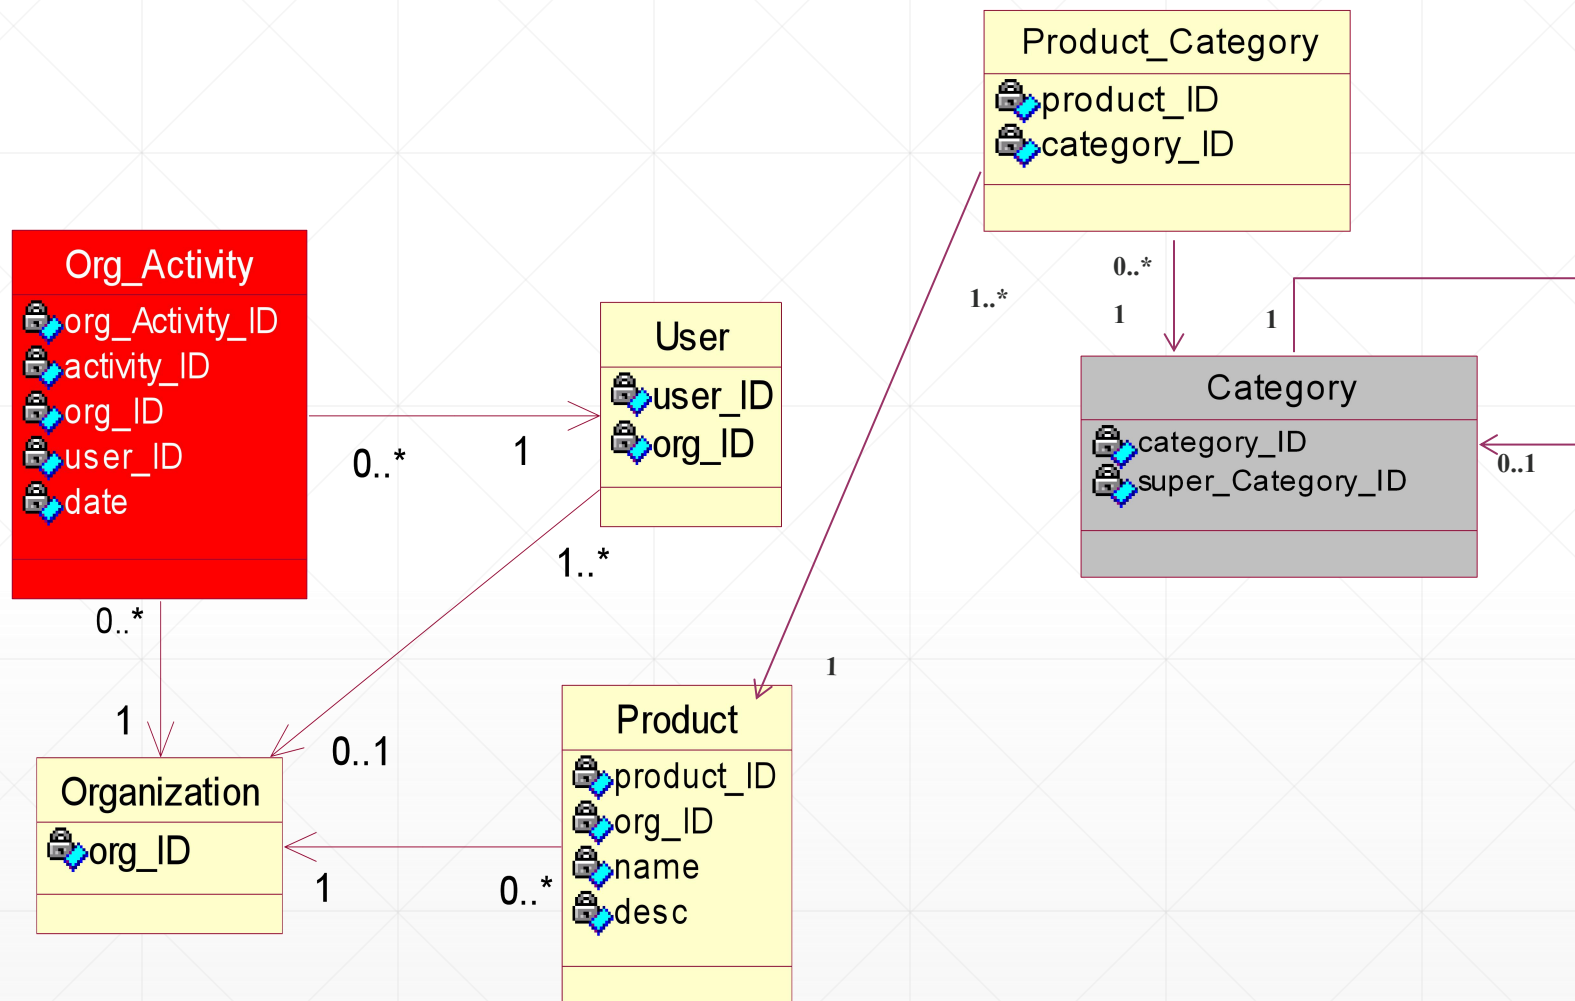 Product_Category
product_ID
category_ID
Org_Activity
org_Activity_ID
activity_ID
org_ID
user_ID
date
User
user_ID
org_ID
0..*
1
1..*
0..1
0..*
1
1..*
1
0..*
1
1
0..1
Category
category_ID
super_Category_ID
Organization
org_ID
1
0..*
Product
product_ID
org_ID
name
desc